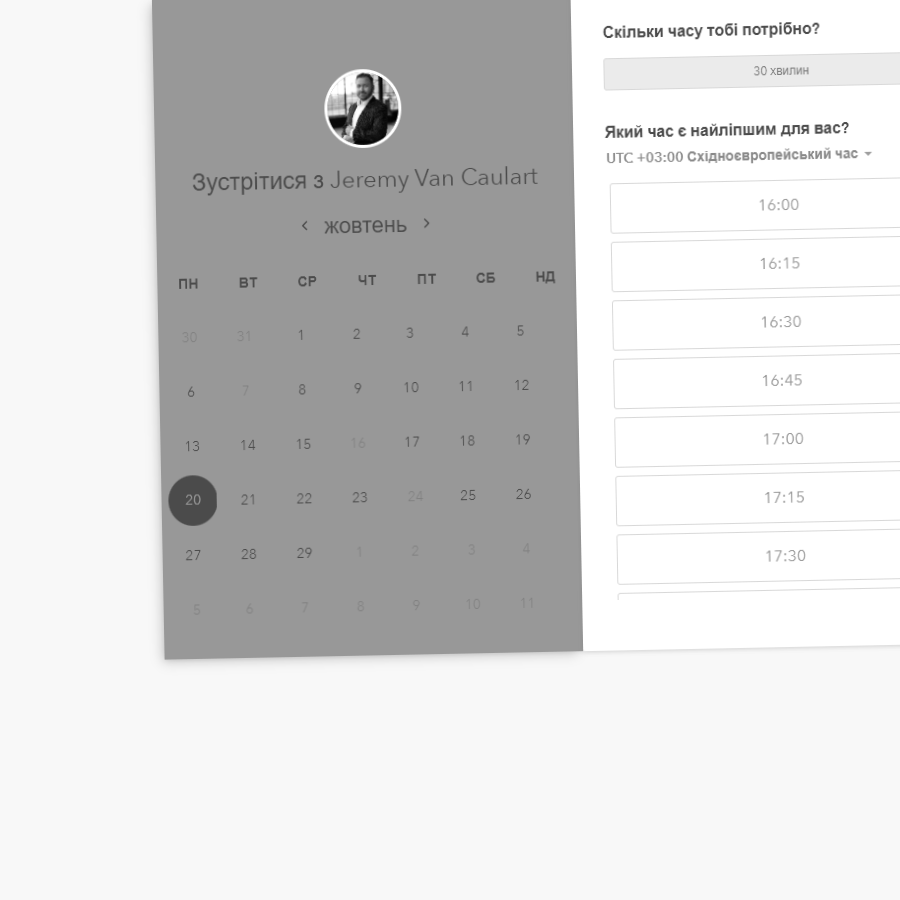 Зустрітися з Jeremy Van Caulart
жовтень
ПН ВТ СР ЧТ ПТ СБ НД
30 31 1 2 3 4 5
6 7 8 9 10 11 12
13 14 15 16 17 18 19
20 21 22 23 24 25 26
27 28 29 1 2 3 4
5 6 7 8 9 10 11
Скільки часу тобі потрібно?
30 хвилин
Який час є найліпшим для вас?
UTC +03:00 Східноєвропейський час
16:00
16:15
16:30
16:45
17:00
17:15
17:30